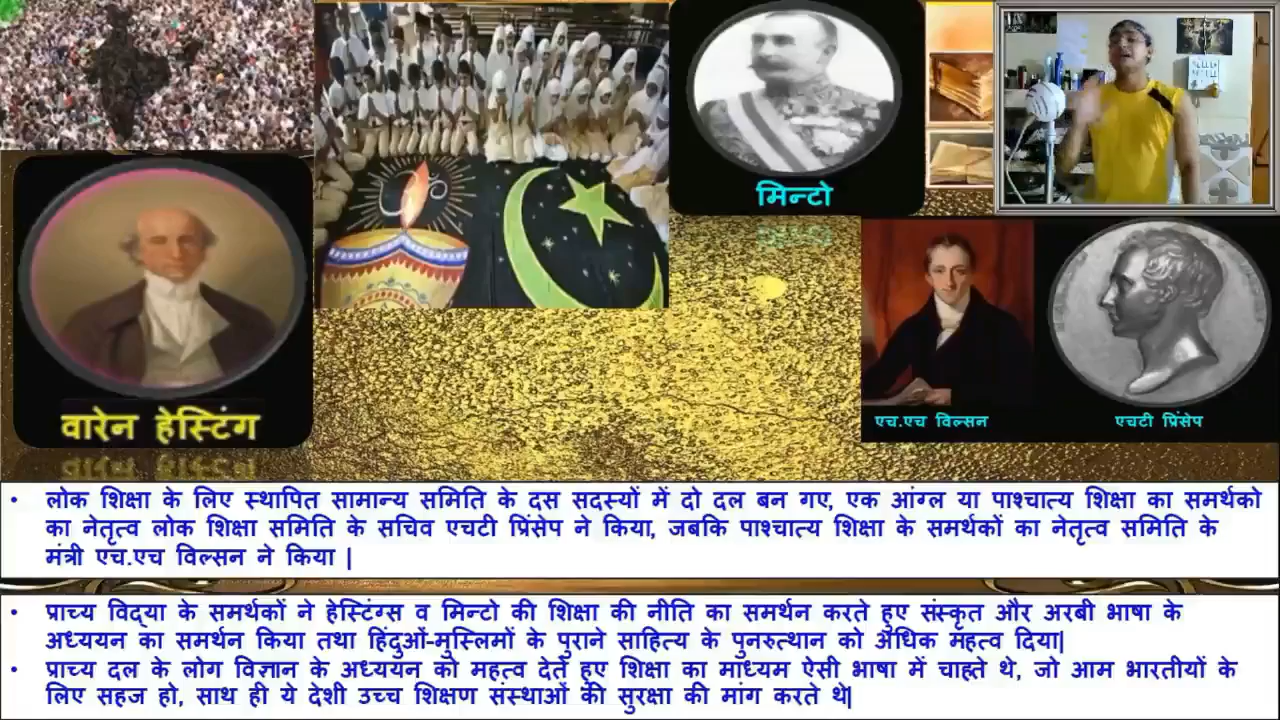 मिन्टो
वारेन हेस्टिंग
एच.एच विल्सन
एचटी प्रिंसेप
• लोक शिक्षा के लिए स्थापित सामान्य समिति के दस सदस्यों में दो दल बन गए, एक आंग्ल या पाश्चात्य शिक्षा का समर्थको
का नेतृत्व लोक शिक्षा समिति के सचिव एचटी प्रिंसेप ने किया, जबकि पाश्चात्य शिक्षा के समर्थकों का नेतृत्व समिति के
मंत्री एच.एच विल्सन ने किया |
• प्राच्य विद्या के समर्थकों ने हेस्टिंग्स व मिन्टो की शिक्षा की नीति का समर्थन करते हुए संस्कृत और अरबी भाषा के
अध्ययन का समर्थन किया तथा हिंदुओं-मुस्लिमों के पुराने साहित्य के पुनरुत्थान को अधिक महत्व दिया|
• प्राच्य दल के लोग विज्ञान के अध्ययन को महत्व देते हुए शिक्षा का माध्यम ऐसी भाषा में चाहते थे, जो आम भारतीयों के
लिए सहज हो, साथ ही ये देशी उच्च शिक्षण संस्थाओं की सुरक्षा की मांग करते थे|